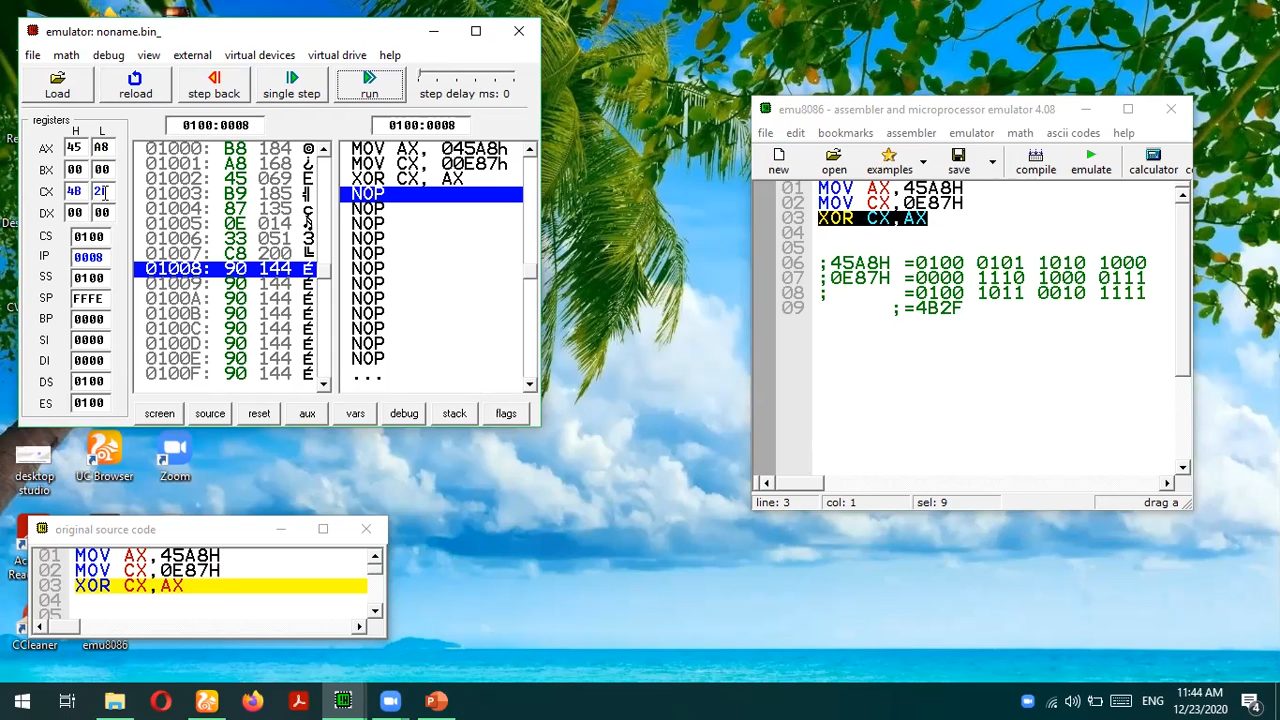 emulator: noname.bin_
file math debug view external virtual devices virtual drive help
Load reload step back single step run step delay ms: 0
registers
H L
0100:0008 0100:0008
AX 45 A8
BX 00 00
CX 4B
DX 00 00
CS 0100
IP 0008
SS 0100
SP FFFE
BP 0000
SI 0000
DI 0000
DS 0100
ES 0100
01000: B8 184
01001: A8 168
01002: 45 069 E
01003: B9 185
01004: 87 135
01005: 0E 014
01006: 33 051 3
01007: C8 200
01008: 90 144 É
01009: 90 144 É
0100A: 90 144 É
0100B: 90 144 É
0100C: 90 144 É
0100D: 90 144 É
0100E: 90 144 É
0100F: 90 144 É
MOV AX, 045A8h
MOV CX, 00E87h
XOR CX, AX
NOP
NOP
NOP
NOP
NOP
NOP
NOP
NOP
NOP
NOP
NOP
NOP
...
screen source reset aux vars debug stack flags
emu8086 - assembler and microprocessor emulator 4.08
file edit bookmarks assembler emulator math ascii codes help
new open examples save compile emulate calculator
01 MOV AX,45A8H
02 MOV CX,0E87H
03 XOR CX,AX
04
05
06 ;45A8H =0100 0101 1010 1000
07 ;0E87H =0000 1110 1000 0111
08 ; =0100 1011 0010 1111
09 ;=4B2F
line: 3 col: 1 sel: 9 drag a
desktop studio
UC Browser
Zoom
original source code
01 MOV AX,45A8H
02 MOV CX,0E87H
03 XOR CX,AX
04
05
CCleaner
emu8086
ENG
11:44 AM
12/23/2020
4